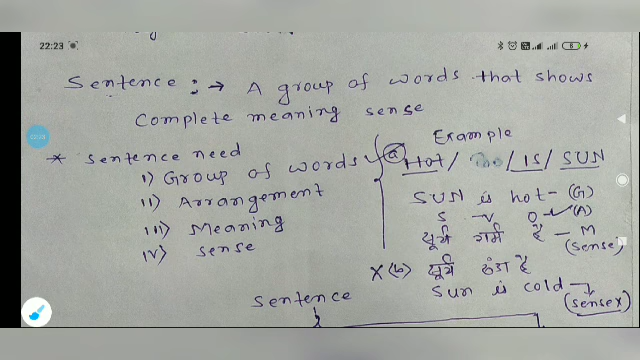 22:23
Sentence :→ A group of words that shows
Complete meaning sense
* Sentence need
i) Group of words
ii) Arrangement
iii) Meaning
iv) sense
Example
(a) Hot / / IS / SUN
SUN is hot - (G)
S V O (A)
सूर्य गर्म है - M
(sense)
X (b) सूर्य ठंडा है
Sun is cold →
(sense X)
Sentence